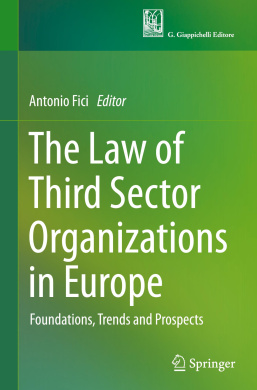 G. Giappichelli Editore
Antonio Fici Editor
The Law of
Third Sector
Organizations
in Europe
Foundations, Trends and Prospects
Springer